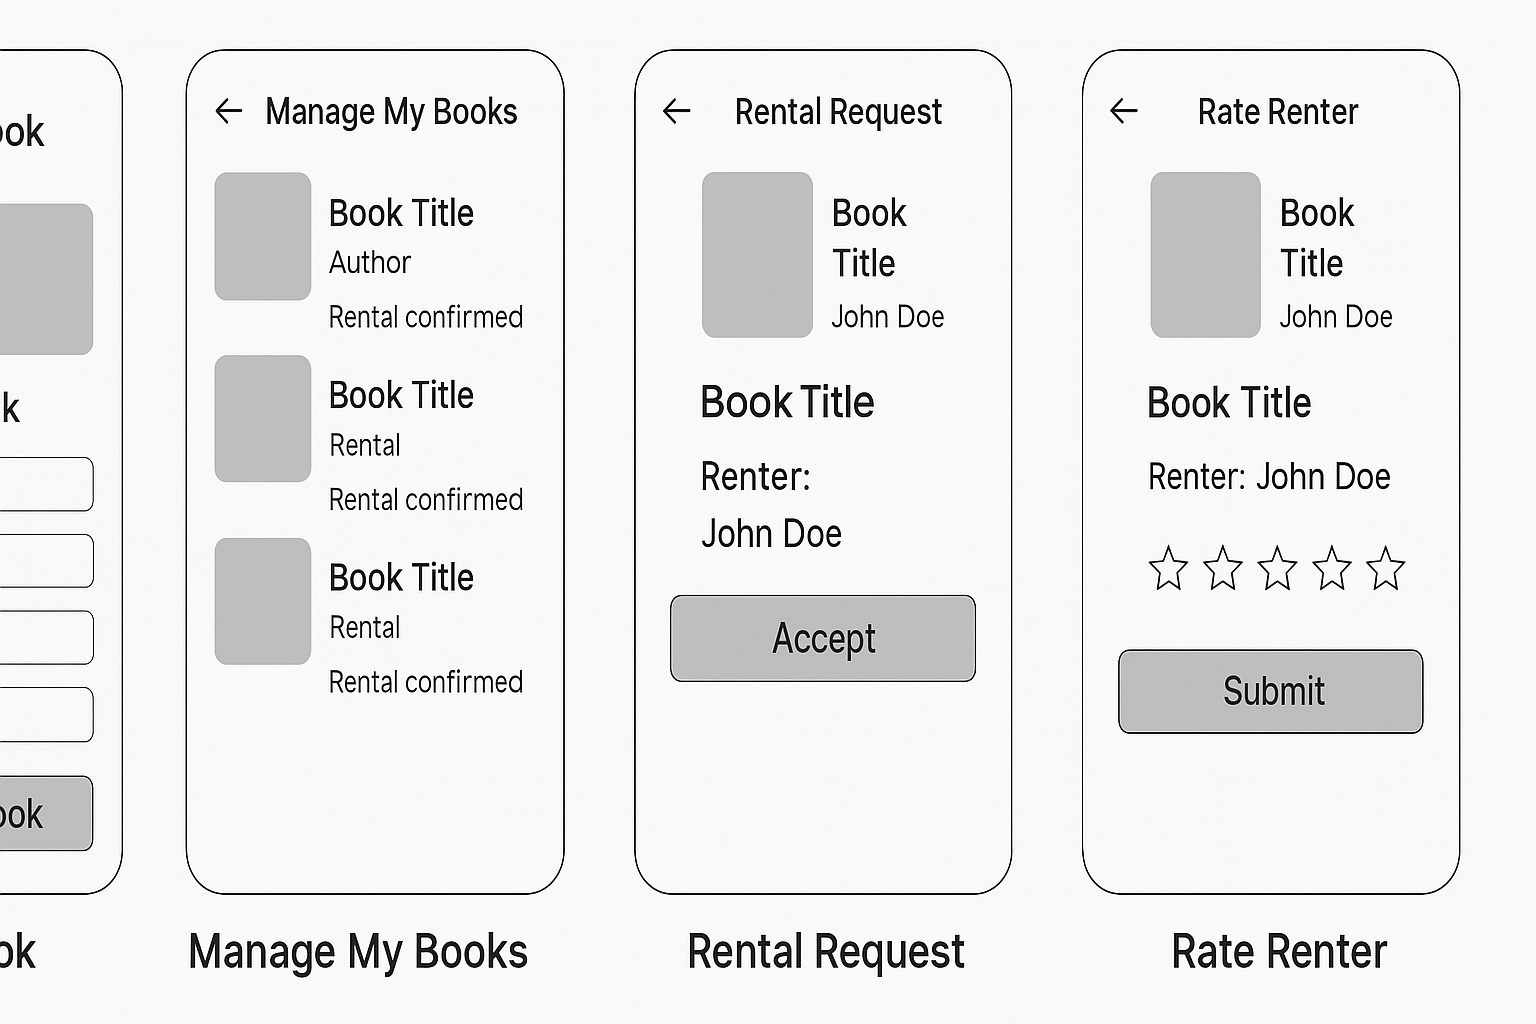 ook
k
ook
ok
Manage My Books
Book Title
Author
Rental confirmed
Book Title
Rental
Rental confirmed
Book Title
Rental
Rental confirmed
Manage My Books
Rental Request
Book
Title
John Doe
Book Title
Renter:
John Doe
Accept
Rental Request
Rate Renter
Book
Title
John Doe
Book Title
Renter: John Doe
Submit
Rate Renter